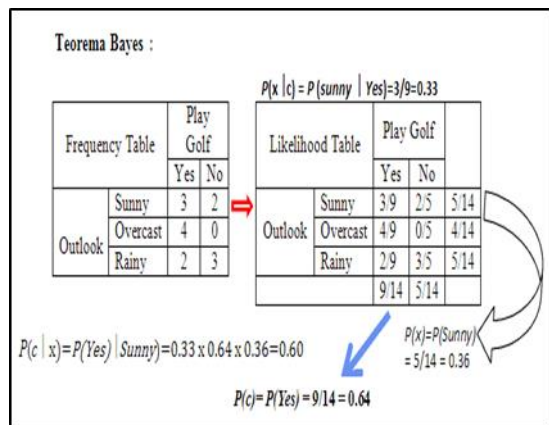 Teorema Bayes :
P(x | c) = P (sunny | Yes)=3/9=0.33
Frequency Table
Play Golf
Yes No
Outlook
Sunny 3 2
Overcast 4 0
Rainy 2 3
Likelihood Table
Play Golf
Yes No
Outlook
Sunny 3/9 2/5 5/14
Overcast 4/9 0/5 4/14
Rainy 2/9 3/5 5/14
9/14 5/14
P(x)=P(Sunny)
= 5/14 = 0.36
P(c | x)=P(Yes) | Sunny)=0.33 x 0.64 x 0.36=0.60
P(c)= P(Yes) = 9/14 = 0.64